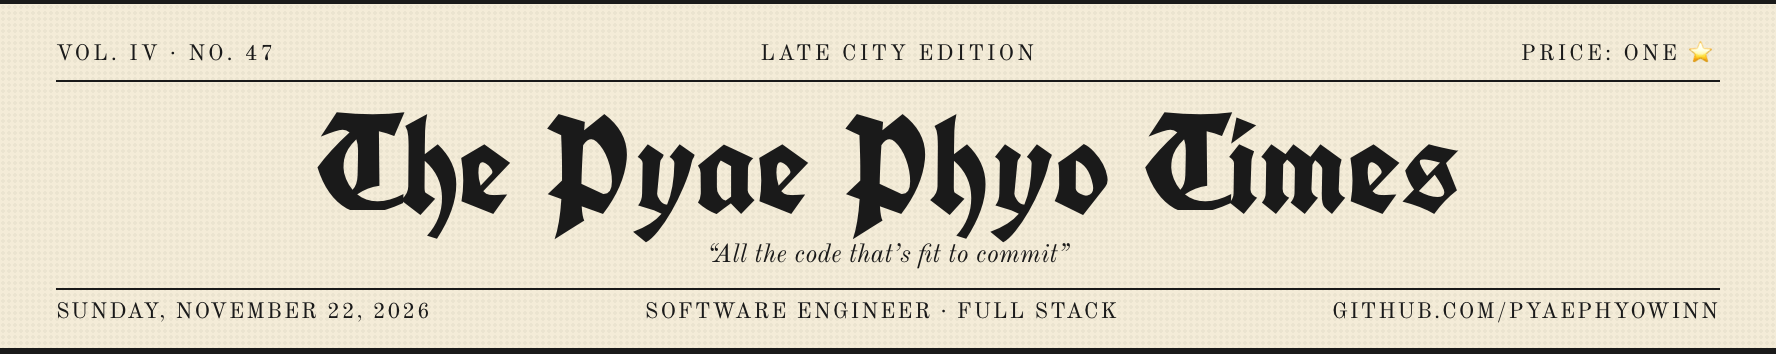 VOL. IV · NO. 47
LATE CITY EDITION
PRICE: ONE ⭐
The Pyae Phyo Times
“All the code that’s fit to commit”
SUNDAY, NOVEMBER 22, 2026
SOFTWARE ENGINEER · FULL STACK
GITHUB.COM/PYAEPHYOWINN